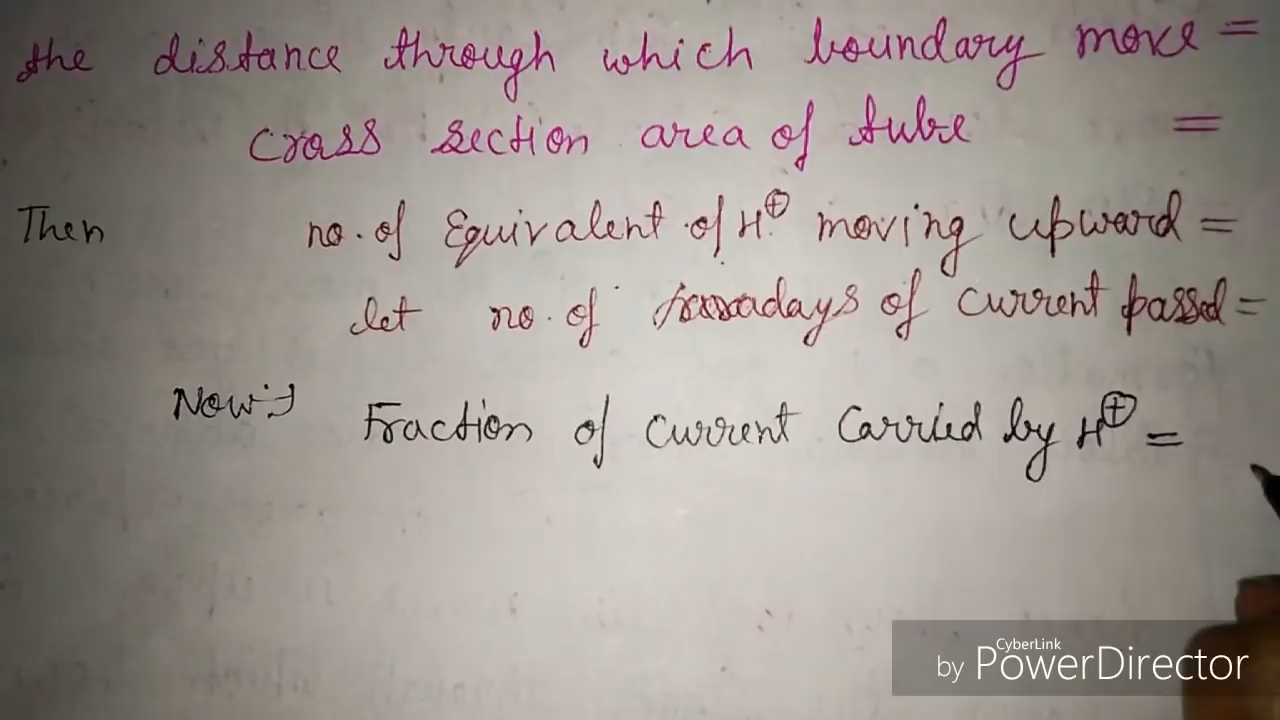 the distance through which boundary move =
cross section area of tube =
Then no. of Equivalent of H⊕ moving upward =
let no. of faradays of current passed =
Now:- Fraction of current carried by H⊕ =
CyberLink
by PowerDirector